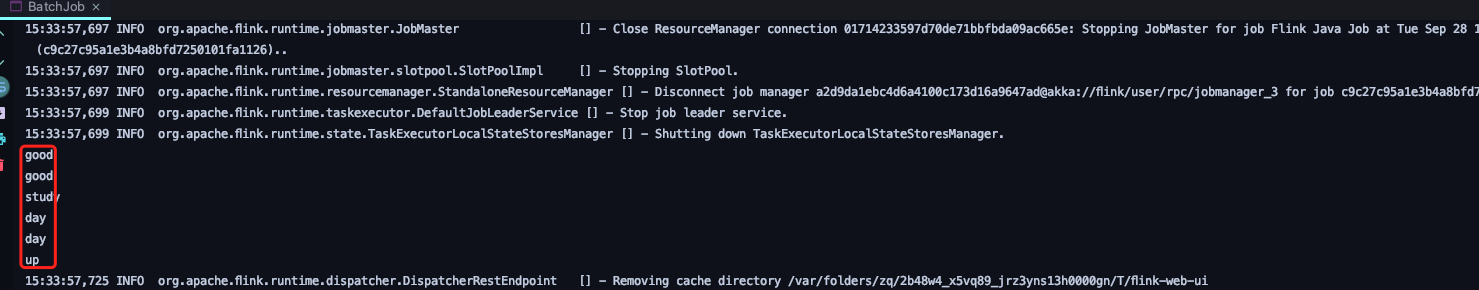 BatchJob ×
15:33:57,697 INFO org.apache.flink.runtime.jobmaster.JobMaster [] - Close ResourceManager connection 01714233597d70de71bbfbda09ac665e: Stopping JobMaster for job Flink Java Job at Tue Sep 28 1
(c9c27c95a1e3b4a8bfd7250101fa1126)..
15:33:57,697 INFO org.apache.flink.runtime.jobmaster.slotpool.SlotPoolImpl [] - Stopping SlotPool.
15:33:57,697 INFO org.apache.flink.runtime.resourcemanager.StandaloneResourceManager [] - Disconnect job manager a2d9da1ebc4d6a4100c173d16a9647ad@akka://flink/user/rpc/jobmanager_3 for job c9c27c95a1e3b4a8bfd7
15:33:57,699 INFO org.apache.flink.runtime.taskexecutor.DefaultJobLeaderService [] - Stop job leader service.
15:33:57,699 INFO org.apache.flink.runtime.state.TaskExecutorLocalStateStoresManager [] - Shutting down TaskExecutorLocalStateStoresManager.
good
good
study
day
day
up
15:33:57,725 INFO org.apache.flink.runtime.dispatcher.DispatcherRestEndpoint [] - Removing cache directory /var/folders/zq/2b48w4_x5vq89_jrz3yns13h0000gn/T/flink-web-ui